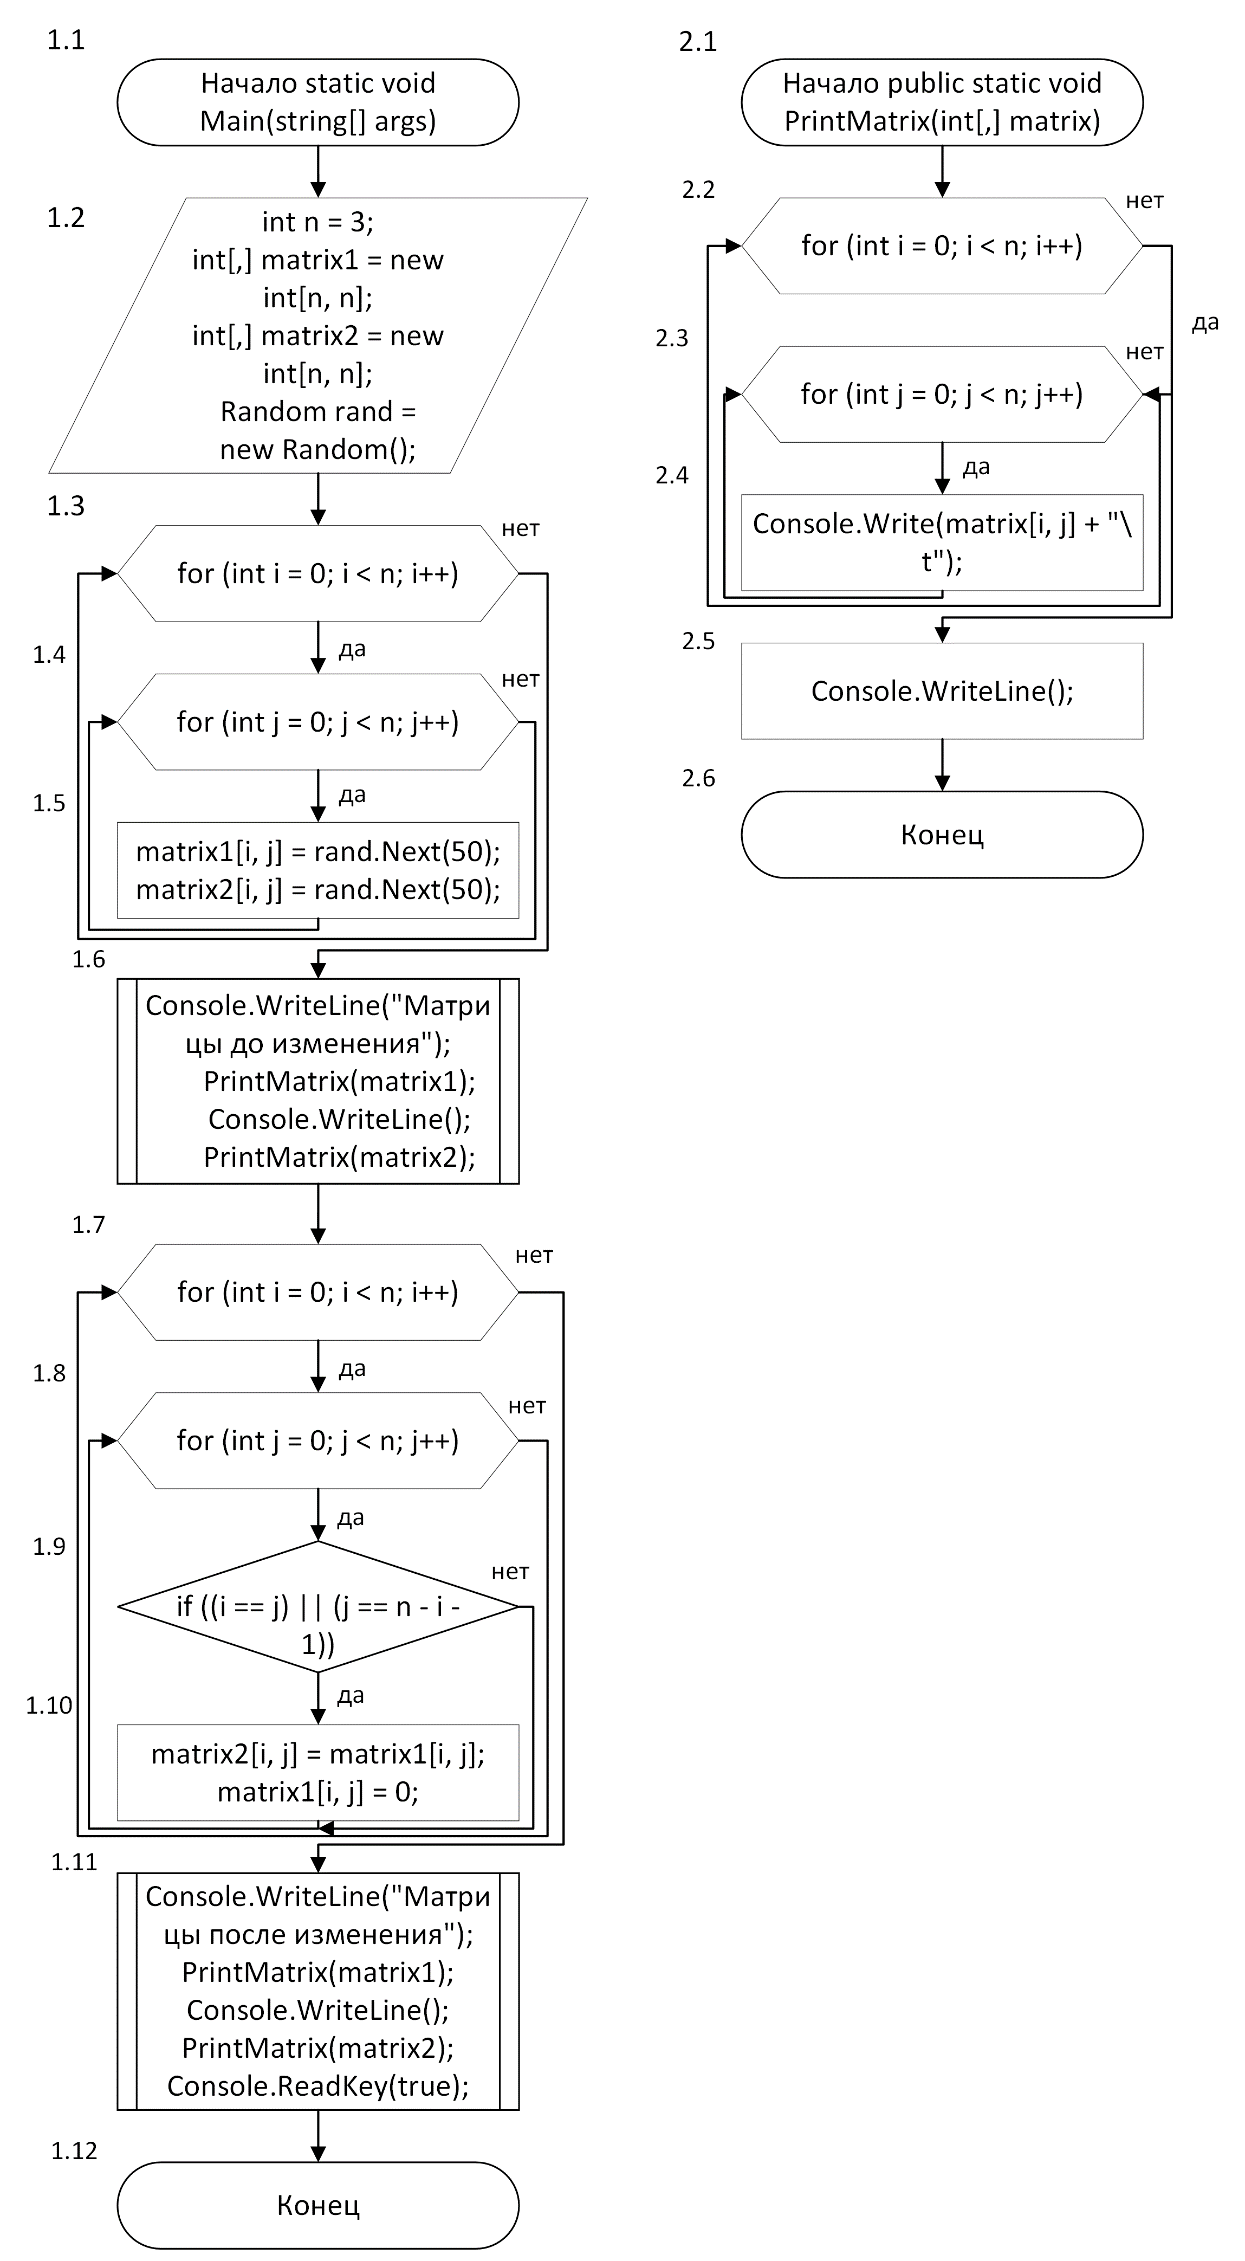 1.1
Начало static void
Main(string[] args)
1.2
int n = 3;
int[,] matrix1 = new
int[n, n];
int[,] matrix2 = new
int[n, n];
Random rand =
new Random();
1.3
нет
for (int i = 0; i < n; i++)
да
1.4
нет
for (int j = 0; j < n; j++)
да
1.5
matrix1[i, j] = rand.Next(50);
matrix2[i, j] = rand.Next(50);
1.6
Console.WriteLine("Матри
цы до изменения");
PrintMatrix(matrix1);
Console.WriteLine();
PrintMatrix(matrix2);
1.7
нет
for (int i = 0; i < n; i++)
да
1.8
нет
for (int j = 0; j < n; j++)
да
1.9
нет
if ((i == j) || (j == n - i -
1))
да
1.10
matrix2[i, j] = matrix1[i, j];
matrix1[i, j] = 0;
1.11
Console.WriteLine("Матри
цы после изменения");
PrintMatrix(matrix1);
Console.WriteLine();
PrintMatrix(matrix2);
Console.ReadKey(true);
1.12
Конец
2.1
Начало public static void
PrintMatrix(int[,] matrix)
2.2
нет
for (int i = 0; i < n; i++)
да
2.3
нет
for (int j = 0; j < n; j++)
да
2.4
Console.Write(matrix[i, j] + "\
t");
2.5
Console.WriteLine();
2.6
Конец